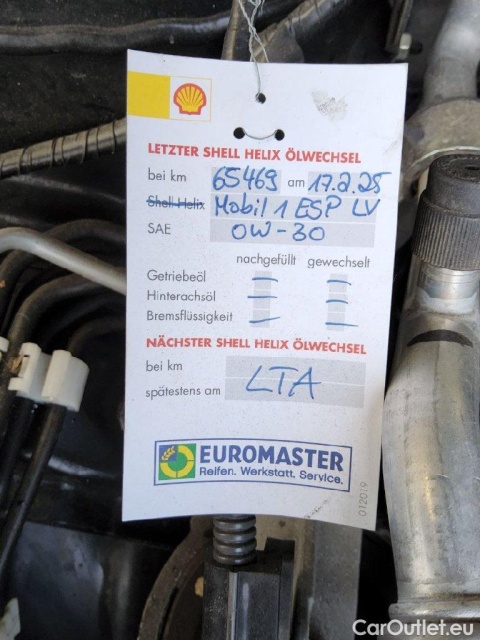 LETZTER SHELL HELIX ÖLWECHSEL
bei km 65469 am 17.2.25
Shell Helix Mobil 1 ESP LV
SAE 0W-30
nachgefüllt gewechselt
Getriebeöl — —
Hinterachsöl — —
Bremsflüssigkeit — —
NÄCHSTER SHELL HELIX ÖLWECHSEL
bei km
spätestens am LTA
EUROMASTER
Reifen. Werkstatt. Service.
012019
CarOutlet.eu